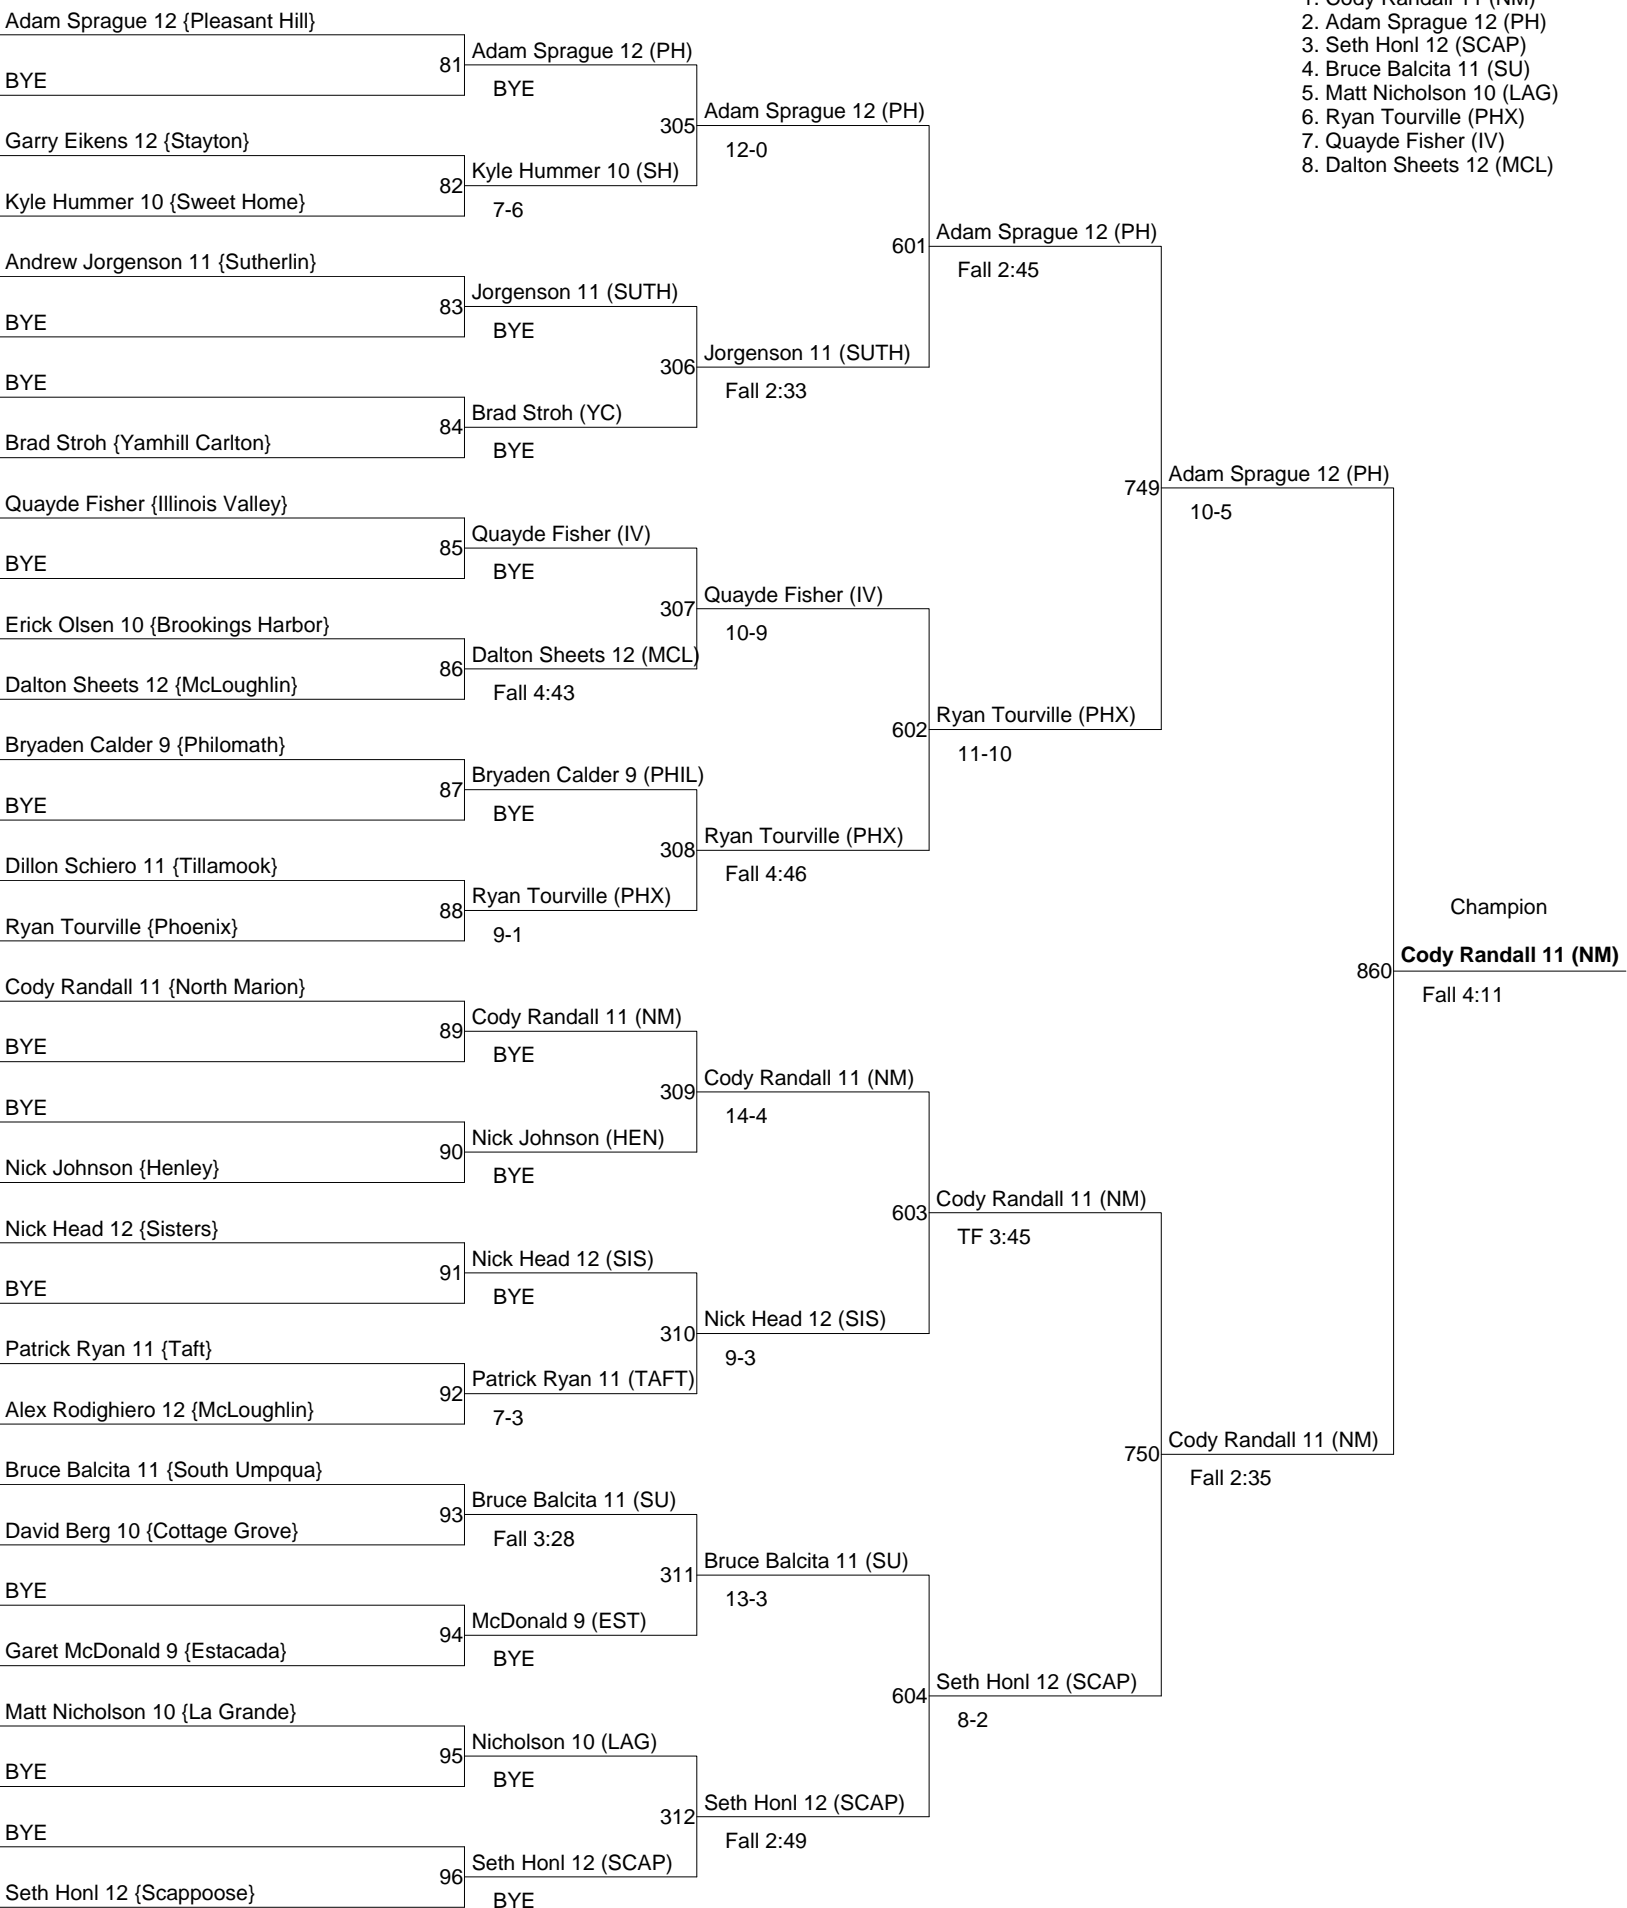 1. Cody Randall 11 (NM)
2. Adam Sprague 12 (PH)
3. Seth Honl 12 (SCAP)
4. Bruce Balcita 11 (SU)
5. Matt Nicholson 10 (LAG)
6. Ryan Tourville (PHX)
7. Quayde Fisher (IV)
8. Dalton Sheets 12 (MCL)
Adam Sprague 12 {Pleasant Hill}
BYE
Garry Eikens 12 {Stayton}
Kyle Hummer 10 {Sweet Home}
Andrew Jorgenson 11 {Sutherlin}
BYE
BYE
Brad Stroh {Yamhill Carlton}
Quayde Fisher {Illinois Valley}
BYE
Erick Olsen 10 {Brookings Harbor}
Dalton Sheets 12 {McLoughlin}
Bryaden Calder 9 {Philomath}
BYE
Dillon Schiero 11 {Tillamook}
Ryan Tourville {Phoenix}
Cody Randall 11 {North Marion}
BYE
BYE
Nick Johnson {Henley}
Nick Head 12 {Sisters}
BYE
Patrick Ryan 11 {Taft}
Alex Rodighiero 12 {McLoughlin}
Bruce Balcita 11 {South Umpqua}
David Berg 10 {Cottage Grove}
BYE
Garet McDonald 9 {Estacada}
Matt Nicholson 10 {La Grande}
BYE
BYE
Seth Honl 12 {Scappoose}
81 Adam Sprague 12 (PH)
BYE
82 Kyle Hummer 10 (SH)
7-6
83 Jorgenson 11 (SUTH)
BYE
84 Brad Stroh (YC)
BYE
85 Quayde Fisher (IV)
BYE
86 Dalton Sheets 12 (MCL)
Fall 4:43
87 Bryaden Calder 9 (PHIL)
BYE
88 Ryan Tourville (PHX)
9-1
89 Cody Randall 11 (NM)
BYE
90 Nick Johnson (HEN)
BYE
91 Nick Head 12 (SIS)
BYE
92 Patrick Ryan 11 (TAFT)
7-3
93 Bruce Balcita 11 (SU)
Fall 3:28
94 McDonald 9 (EST)
BYE
95 Nicholson 10 (LAG)
BYE
96 Seth Honl 12 (SCAP)
BYE
305 Adam Sprague 12 (PH)
12-0
306 Jorgenson 11 (SUTH)
Fall 2:33
307 Quayde Fisher (IV)
10-9
308 Ryan Tourville (PHX)
Fall 4:46
309 Cody Randall 11 (NM)
14-4
310 Nick Head 12 (SIS)
9-3
311 Bruce Balcita 11 (SU)
13-3
312 Seth Honl 12 (SCAP)
Fall 2:49
601 Adam Sprague 12 (PH)
Fall 2:45
602 Ryan Tourville (PHX)
11-10
603 Cody Randall 11 (NM)
TF 3:45
604 Seth Honl 12 (SCAP)
8-2
749 Adam Sprague 12 (PH)
10-5
750 Cody Randall 11 (NM)
Fall 2:35
Champion
860 Cody Randall 11 (NM)
Fall 4:11